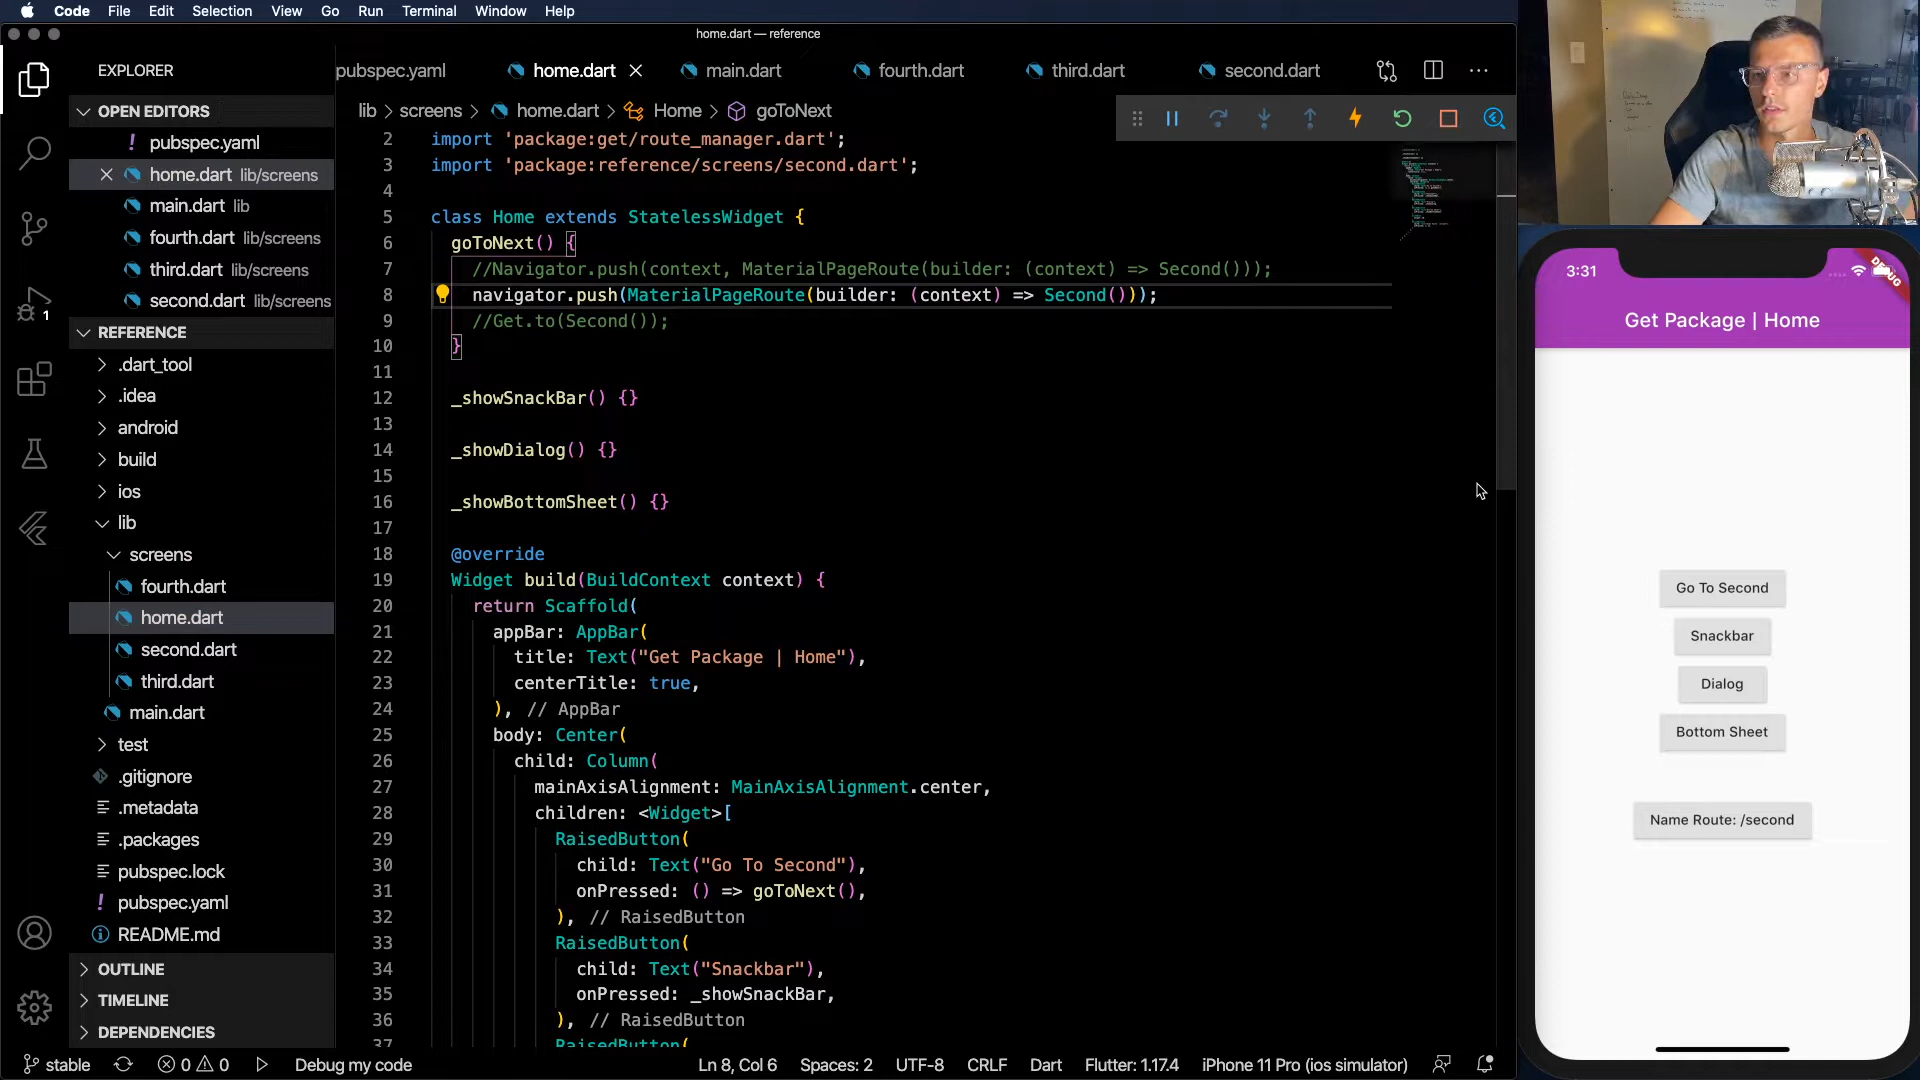 Code File Edit Selection View Go Run Terminal Window Help
home.dart — reference
EXPLORER
pubspec.yaml
home.dart
main.dart
fourth.dart
third.dart
second.dart
lib > screens > home.dart > Home > goToNext
OPEN EDITORS
! pubspec.yaml
home.dart lib/screens
main.dart lib
fourth.dart lib/screens
third.dart lib/screens
second.dart lib/screens
1
REFERENCE
.dart_tool
.idea
android
build
ios
lib
screens
fourth.dart
home.dart
second.dart
third.dart
main.dart
test
.gitignore
.metadata
.packages
pubspec.lock
! pubspec.yaml
README.md
OUTLINE
TIMELINE
DEPENDENCIES
2 import 'package:get/route_manager.dart';
3 import 'package:reference/screens/second.dart';
4
5 class Home extends StatelessWidget {
6 goToNext() {
7 //Navigator.push(context, MaterialPageRoute(builder: (context) => Second()));
8 navigator.push(MaterialPageRoute(builder: (context) => Second()));
9 //Get.to(Second());
10 }
11
12 _showSnackBar() {}
13
14 _showDialog() {}
15
16 _showBottomSheet() {}
17
18 @override
19 Widget build(BuildContext context) {
20 return Scaffold(
21 appBar: AppBar(
22 title: Text("Get Package | Home"),
23 centerTitle: true,
24 ), // AppBar
25 body: Center(
26 child: Column(
27 mainAxisAlignment: MainAxisAlignment.center,
28 children: <Widget>[
29 RaisedButton(
30 child: Text("Go To Second"),
31 onPressed: () => goToNext(),
32 ), // RaisedButton
33 RaisedButton(
34 child: Text("Snackbar"),
35 onPressed: _showSnackBar,
36 ), // RaisedButton
37 RaisedButton(
3:31
DEBUG
Get Package | Home
Go To Second
Snackbar
Dialog
Bottom Sheet
Name Route: /second
stable 0 0 Debug my code Ln 8, Col 6 Spaces: 2 UTF-8 CRLF Dart Flutter: 1.17.4 iPhone 11 Pro (ios simulator)